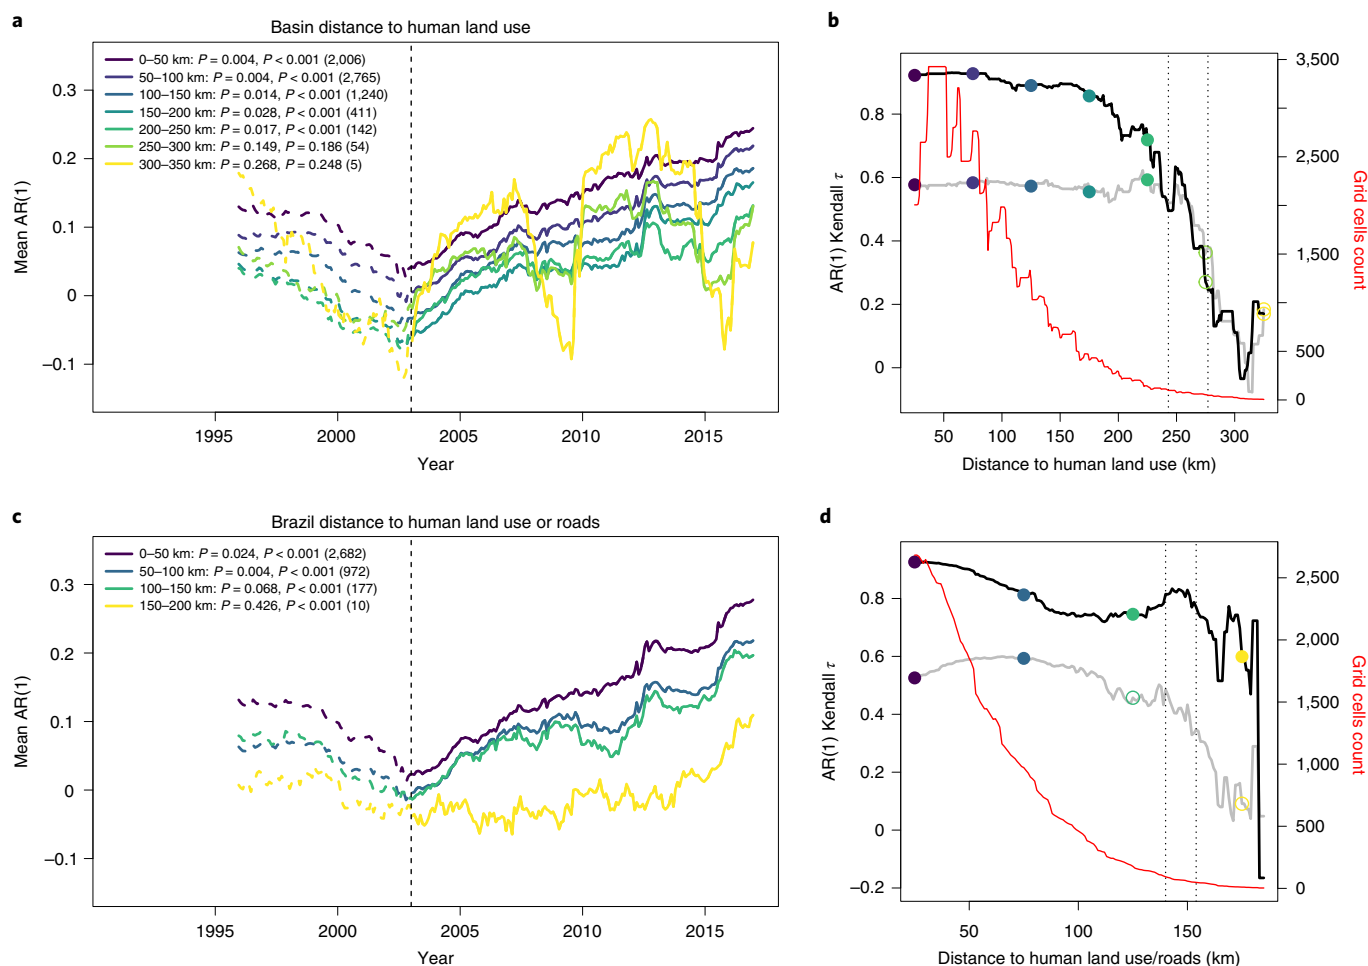 a
Basin distance to human land use
0–50 km: P = 0.004, P < 0.001 (2,006)
50–100 km: P = 0.004, P < 0.001 (2,765)
100–150 km: P = 0.014, P < 0.001 (1,240)
150–200 km: P = 0.028, P < 0.001 (411)
200–250 km: P = 0.017, P < 0.001 (142)
250–300 km: P = 0.149, P = 0.186 (54)
300–350 km: P = 0.268, P = 0.248 (5)
Mean AR(1)
0.3
0.2
0.1
0
–0.1
1995 2000 2005 2010 2015
Year
b
AR(1) Kendall τ
0.8
0.6
0.4
0.2
0
3,500
2,500
1,500
500
0
Grid cells count
50 100 150 200 250 300
Distance to human land use (km)
c
Brazil distance to human land use or roads
0–50 km: P = 0.024, P < 0.001 (2,682)
50–100 km: P = 0.004, P < 0.001 (972)
100–150 km: P = 0.068, P < 0.001 (177)
150–200 km: P = 0.426, P < 0.001 (10)
Mean AR(1)
0.3
0.2
0.1
0
–0.1
1995 2000 2005 2010 2015
Year
d
AR(1) Kendall τ
0.8
0.6
0.4
0.2
0
–0.2
2,500
2,000
1,500
1,000
500
0
Grid cells count
50 100 150
Distance to human land use/roads (km)